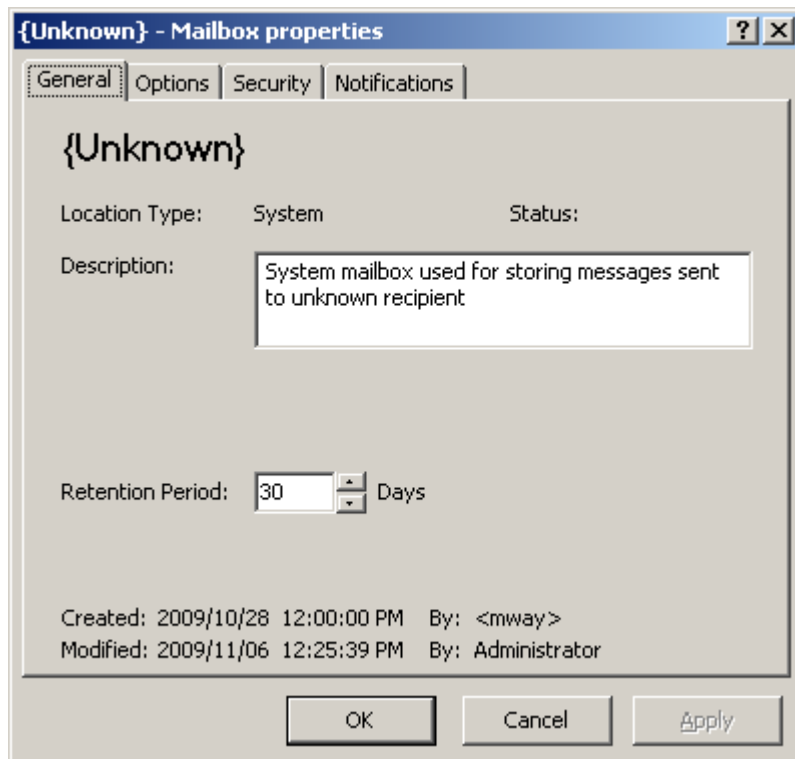 {Unknown} - Mailbox properties
General Options Security Notifications
{Unknown}
Location Type: System Status:
Description: System mailbox used for storing messages sent
to unknown recipient
Retention Period: 30 Days
Created: 2009/10/28 12:00:00 PM By: <mway>
Modified: 2009/11/06 12:25:39 PM By: Administrator
OK Cancel Apply